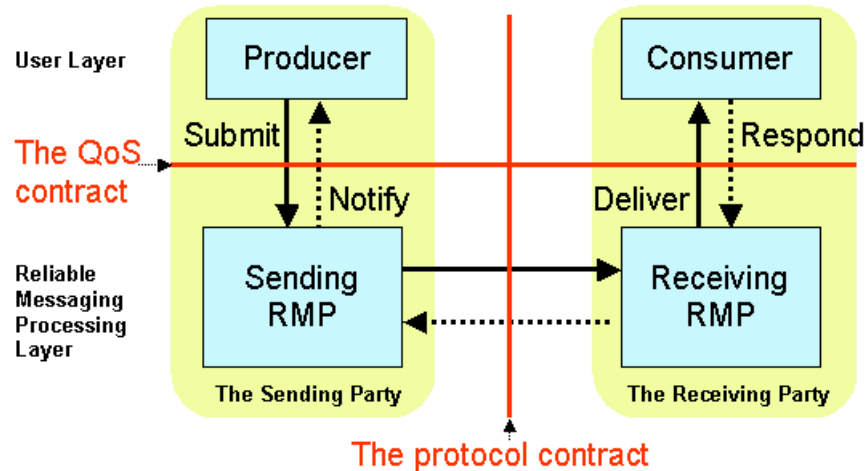 User Layer
Producer
Consumer
Submit
Respond
The QoS
contract
Notify
Deliver
Reliable
Messaging
Processing
Layer
Sending
RMP
Receiving
RMP
The Sending Party
The Receiving Party
The protocol contract